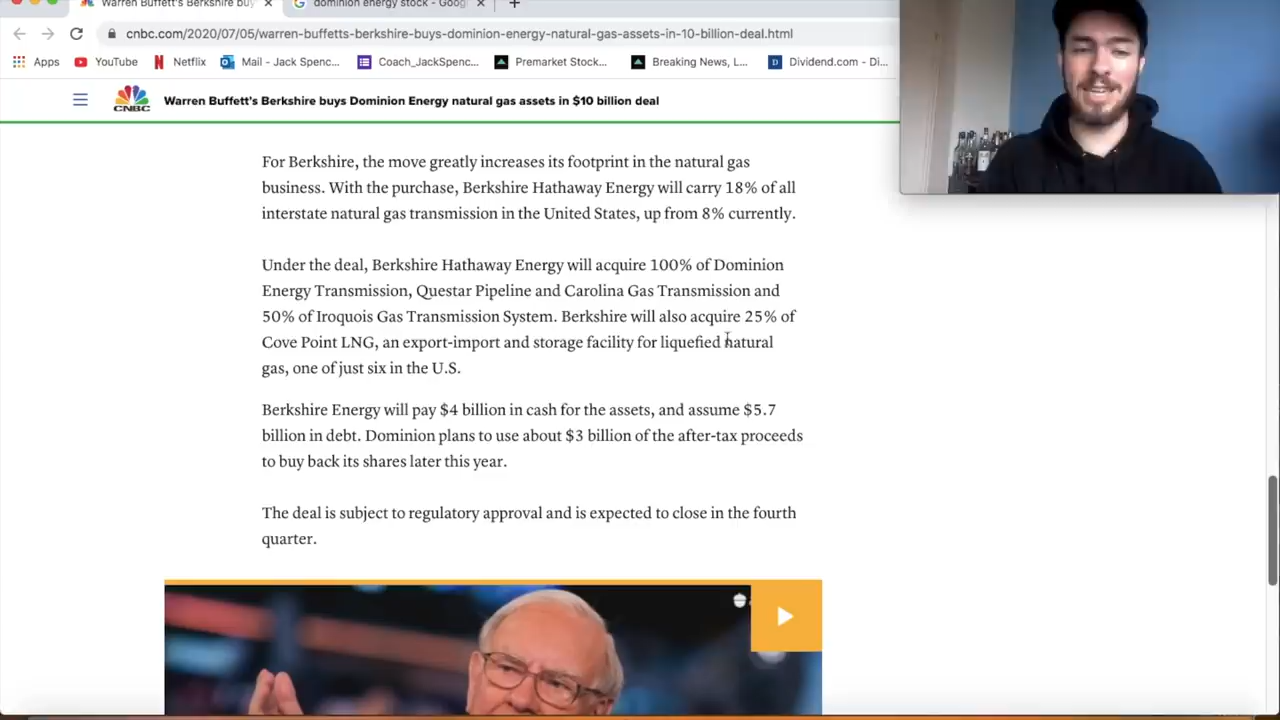 Warren Buffett's Berkshire buy
dominion energy stock - Goog
cnbc.com/2020/07/05/warren-buffetts-berkshire-buys-dominion-energy-natural-gas-assets-in-10-billion-deal.html
Apps YouTube Netflix Mail - Jack Spenc... Coach_JackSpenc... Premarket Stock... Breaking News, L... Dividend.com - Di...
CNBC
Warren Buffett's Berkshire buys Dominion Energy natural gas assets in $10 billion deal
For Berkshire, the move greatly increases its footprint in the natural gas
business. With the purchase, Berkshire Hathaway Energy will carry 18% of all
interstate natural gas transmission in the United States, up from 8% currently.
Under the deal, Berkshire Hathaway Energy will acquire 100% of Dominion
Energy Transmission, Questar Pipeline and Carolina Gas Transmission and
50% of Iroquois Gas Transmission System. Berkshire will also acquire 25% of
Cove Point LNG, an export-import and storage facility for liquefied natural
gas, one of just six in the U.S.
Berkshire Energy will pay $4 billion in cash for the assets, and assume $5.7
billion in debt. Dominion plans to use about $3 billion of the after-tax proceeds
to buy back its shares later this year.
The deal is subject to regulatory approval and is expected to close in the fourth
quarter.